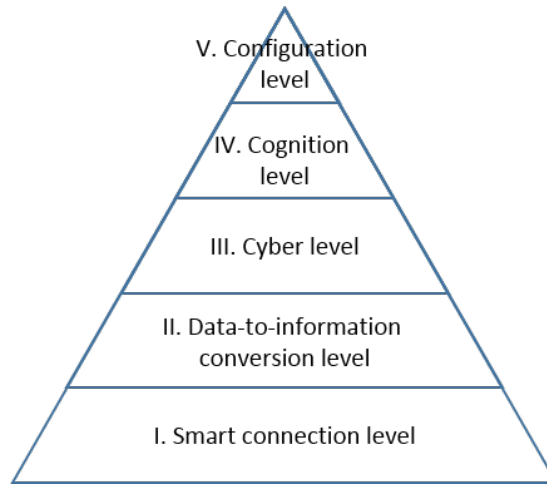 V. Configuration
level
IV. Cognition
level
III. Cyber level
II. Data-to-information
conversion level
I. Smart connection level